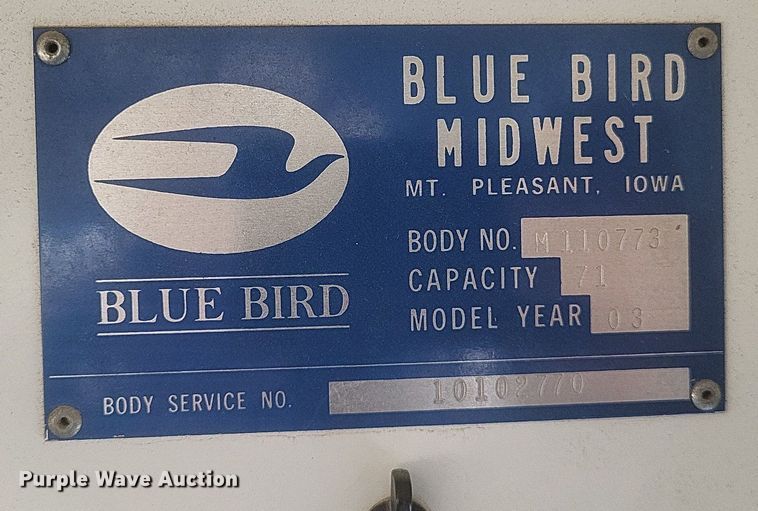 BLUE BIRD
MIDWEST
MT. PLEASANT, IOWA
BODY NO. M110773
CAPACITY 71
MODEL YEAR 03
BLUE BIRD
BODY SERVICE NO. 10102770
Purple Wave Auction